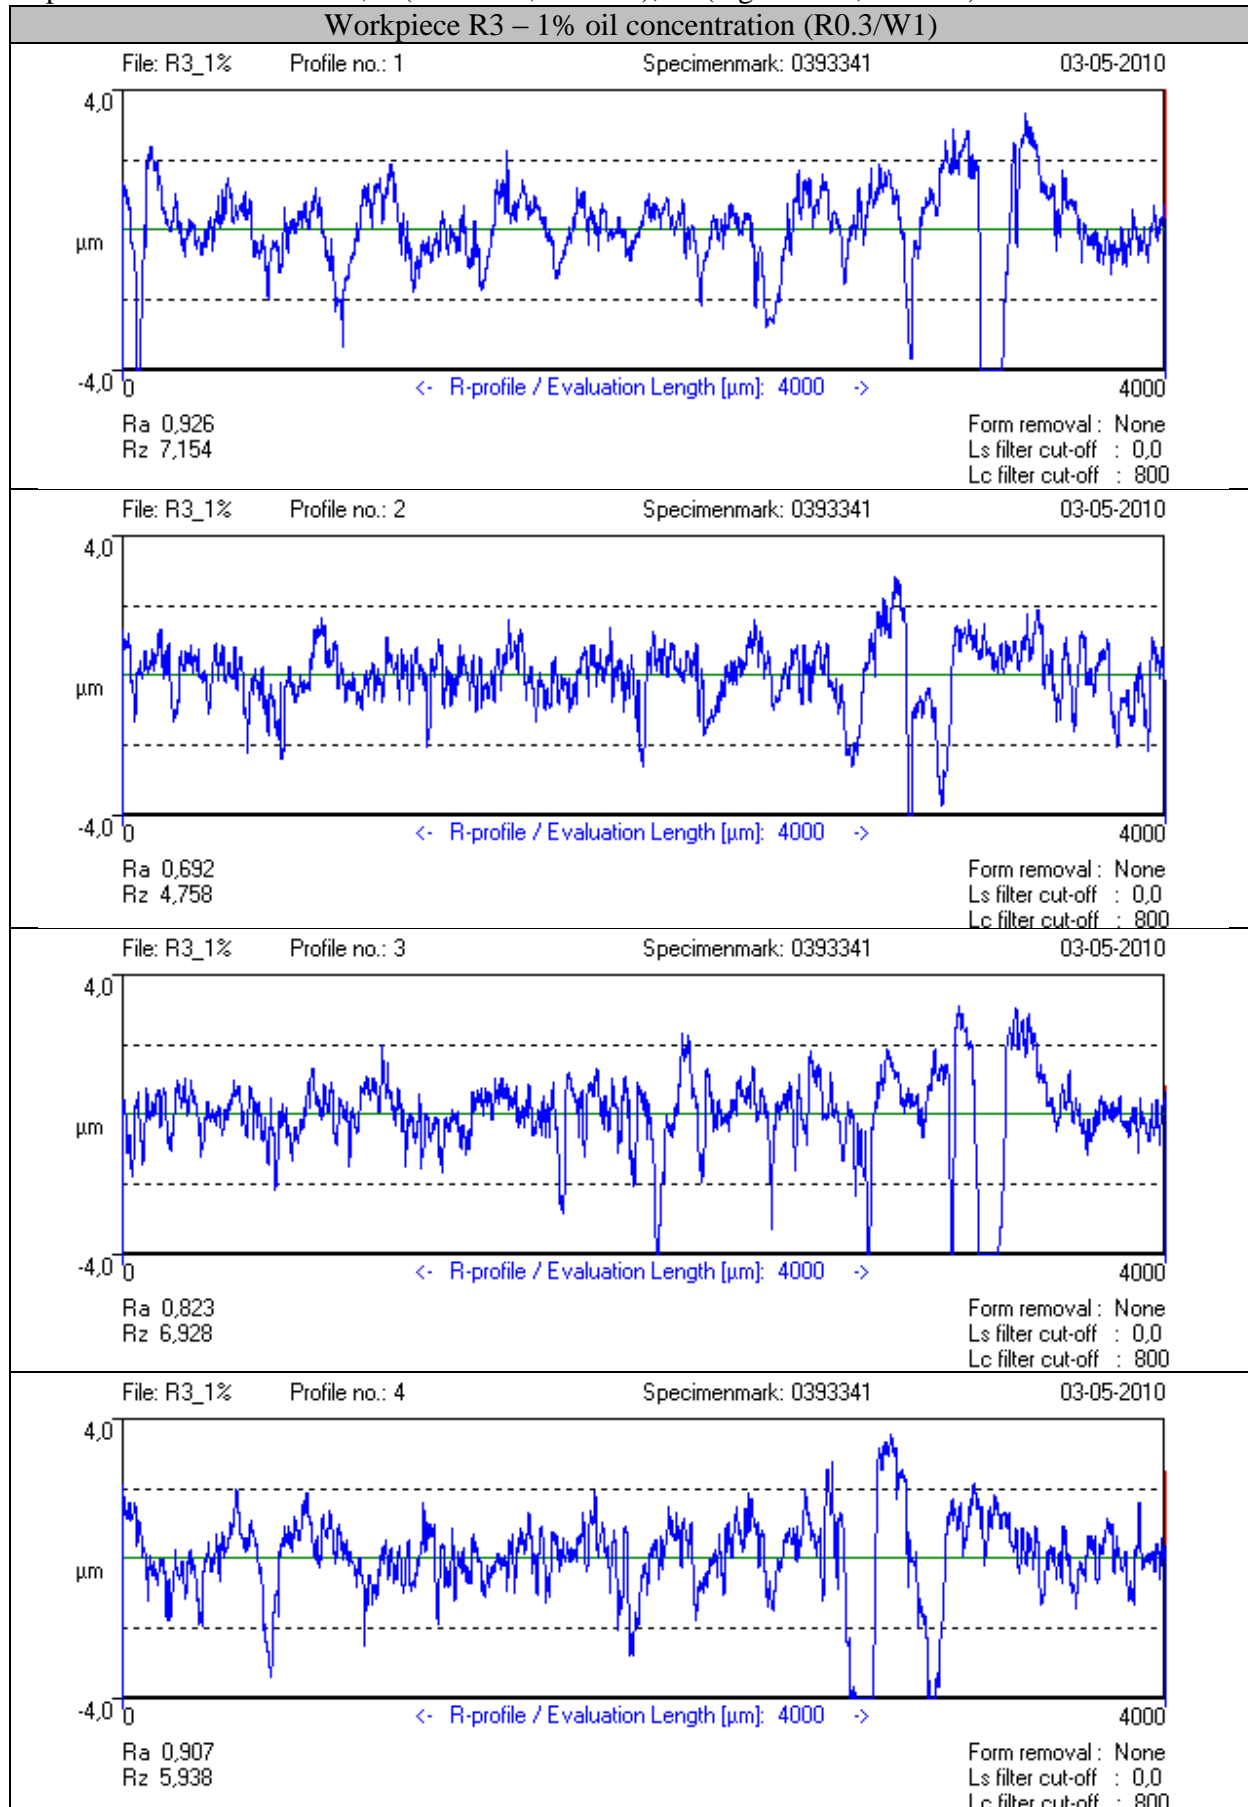 Workpiece R3 – 1% oil concentration (R0.3/W1)
File: R3_1% Profile no.: 1 Specimenmark: 0393341 03-05-2010
4,0
µm
-4,0
0 <- R-profile / Evaluation Length [µm]: 4000 -> 4000
Ra 0,926 Form removal : None
Rz 7,154 Ls filter cut-off : 0,0
Lc filter cut-off : 800
File: R3_1% Profile no.: 2 Specimenmark: 0393341 03-05-2010
4,0
µm
-4,0
0 <- R-profile / Evaluation Length [µm]: 4000 -> 4000
Ra 0,692 Form removal : None
Rz 4,758 Ls filter cut-off : 0,0
Lc filter cut-off : 800
File: R3_1% Profile no.: 3 Specimenmark: 0393341 03-05-2010
4,0
µm
-4,0
0 <- R-profile / Evaluation Length [µm]: 4000 -> 4000
Ra 0,823 Form removal : None
Rz 6,928 Ls filter cut-off : 0,0
Lc filter cut-off : 800
File: R3_1% Profile no.: 4 Specimenmark: 0393341 03-05-2010
4,0
µm
-4,0
0 <- R-profile / Evaluation Length [µm]: 4000 -> 4000
Ra 0,907 Form removal : None
Rz 5,938 Ls filter cut-off : 0,0
Lc filter cut-off : 800